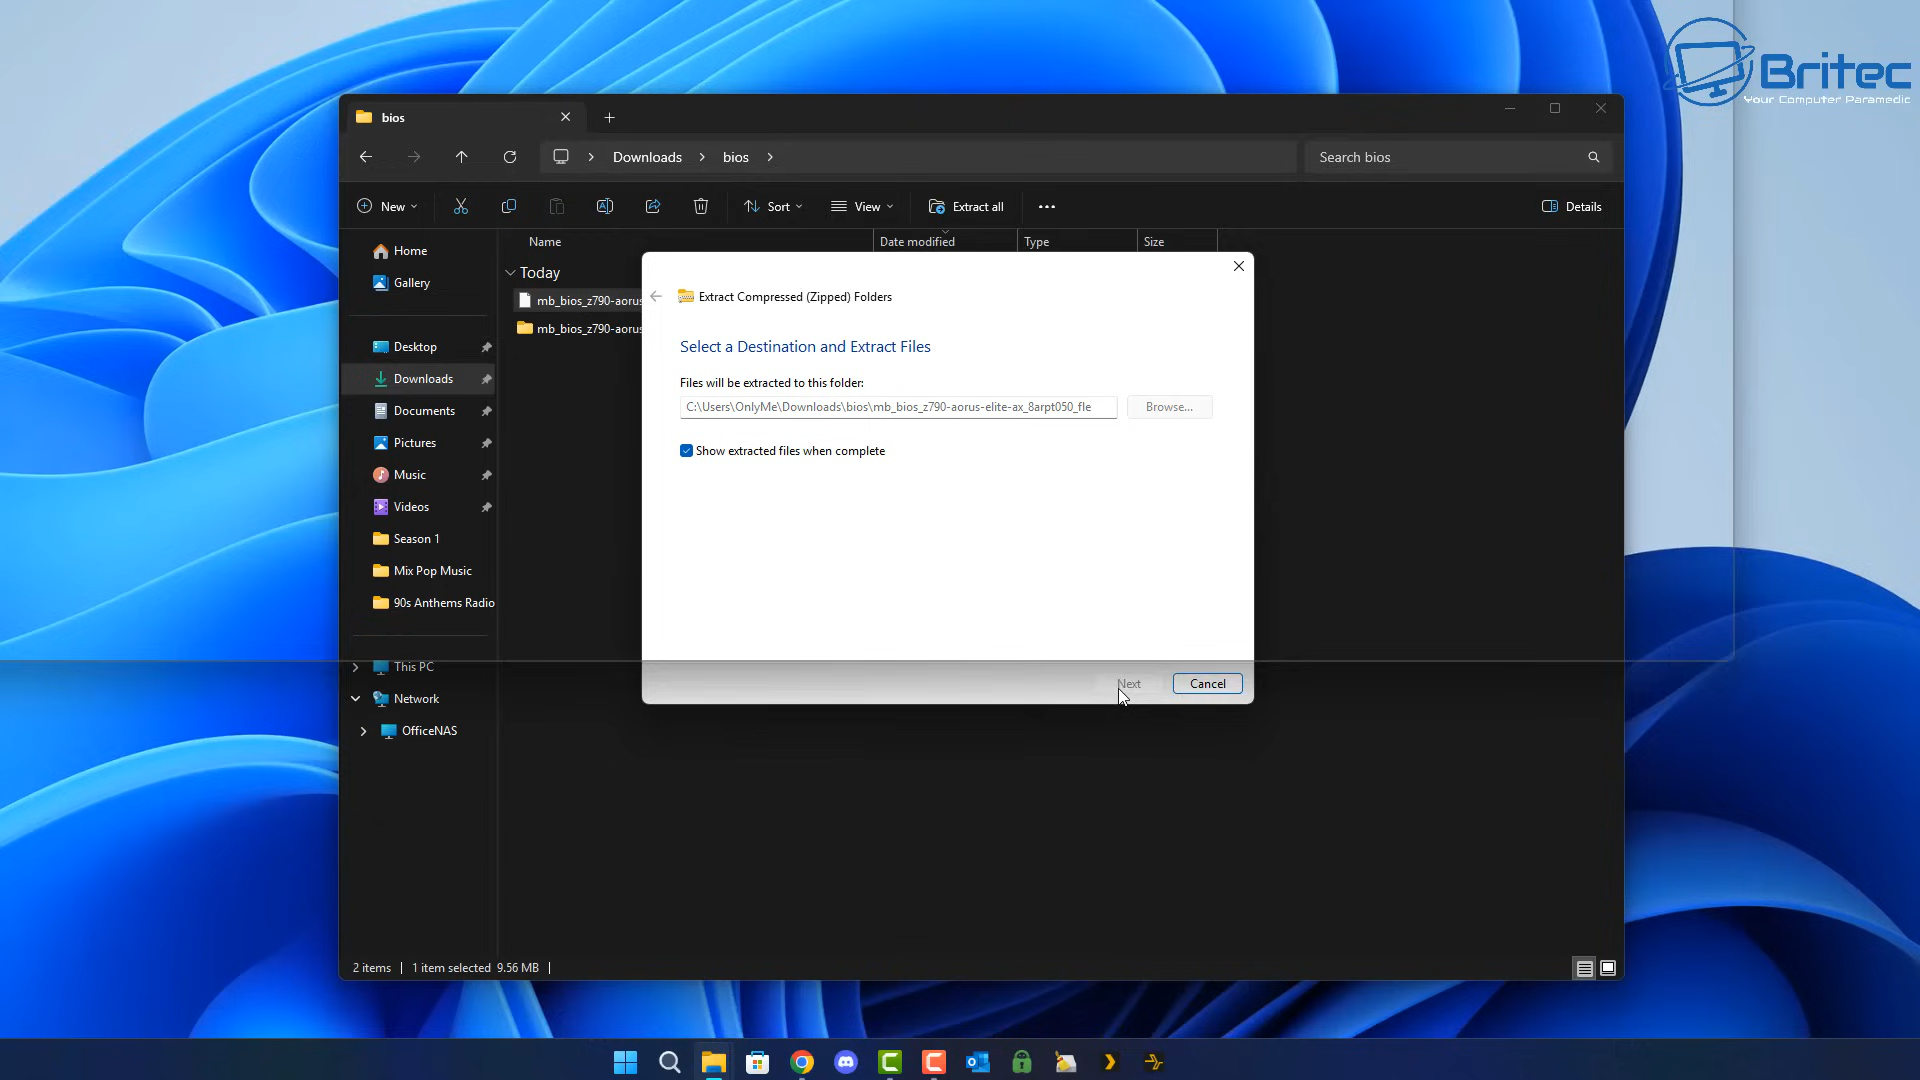 Britec
Your Computer Paramedic
bios
Downloads
bios
Search bios
New
Sort
View
Extract all
Details
Name
Date modified
Type
Size
Home
Gallery
Today
mb_bios_z790-aorus
mb_bios_z790-aorus
Extract Compressed (Zipped) Folders
Select a Destination and Extract Files
Files will be extracted to this folder:
C:\Users\OnlyMe\Downloads\bios\mb_bios_z790-aorus-elite-ax_8arpt050_fle
Browse...
Show extracted files when complete
Next
Cancel
Desktop
Downloads
Documents
Pictures
Music
Videos
Season 1
Mix Pop Music
90s Anthems Radio
This PC
Network
OfficeNAS
2 items
1 item selected 9.56 MB